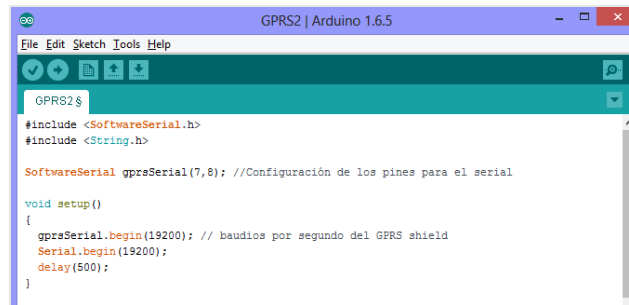 GPRS2 | Arduino 1.6.5
File Edit Sketch Tools Help
GPRS2 §
#include <SoftwareSerial.h>
#include <String.h>
SoftwareSerial gprsSerial(7,8); //Configuración de los pines para el serial
void setup()
{
gprsSerial.begin(19200); // baudios por segundo del GPRS shield
Serial.begin(19200);
delay(500);
}